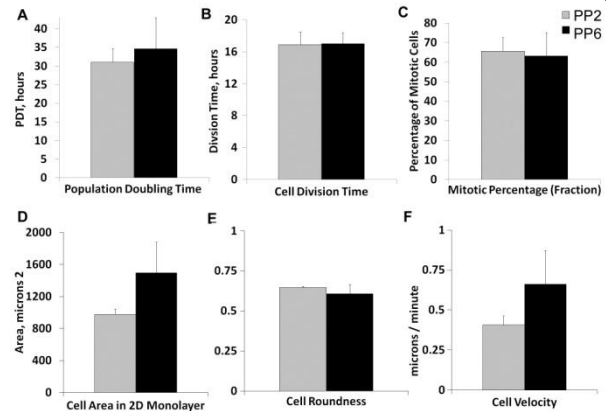 A
PDT, hours
40
35
30
25
20
15
10
5
0
Population Doubling Time
B
Divsion Time, hours
20
16
12
8
4
0
Cell Division Time
C
PP2
PP6
Percentage of Mitotic Cells
80
70
60
50
40
30
20
10
0
Mitotic Percentage (Fraction)
D
Area, microns 2
2000
1600
1200
800
400
0
Cell Area in 2D Monolayer
E
1
0.75
0.5
0.25
0
Cell Roundness
F
microns / minute
1
0.75
0.5
0.25
0
Cell Velocity